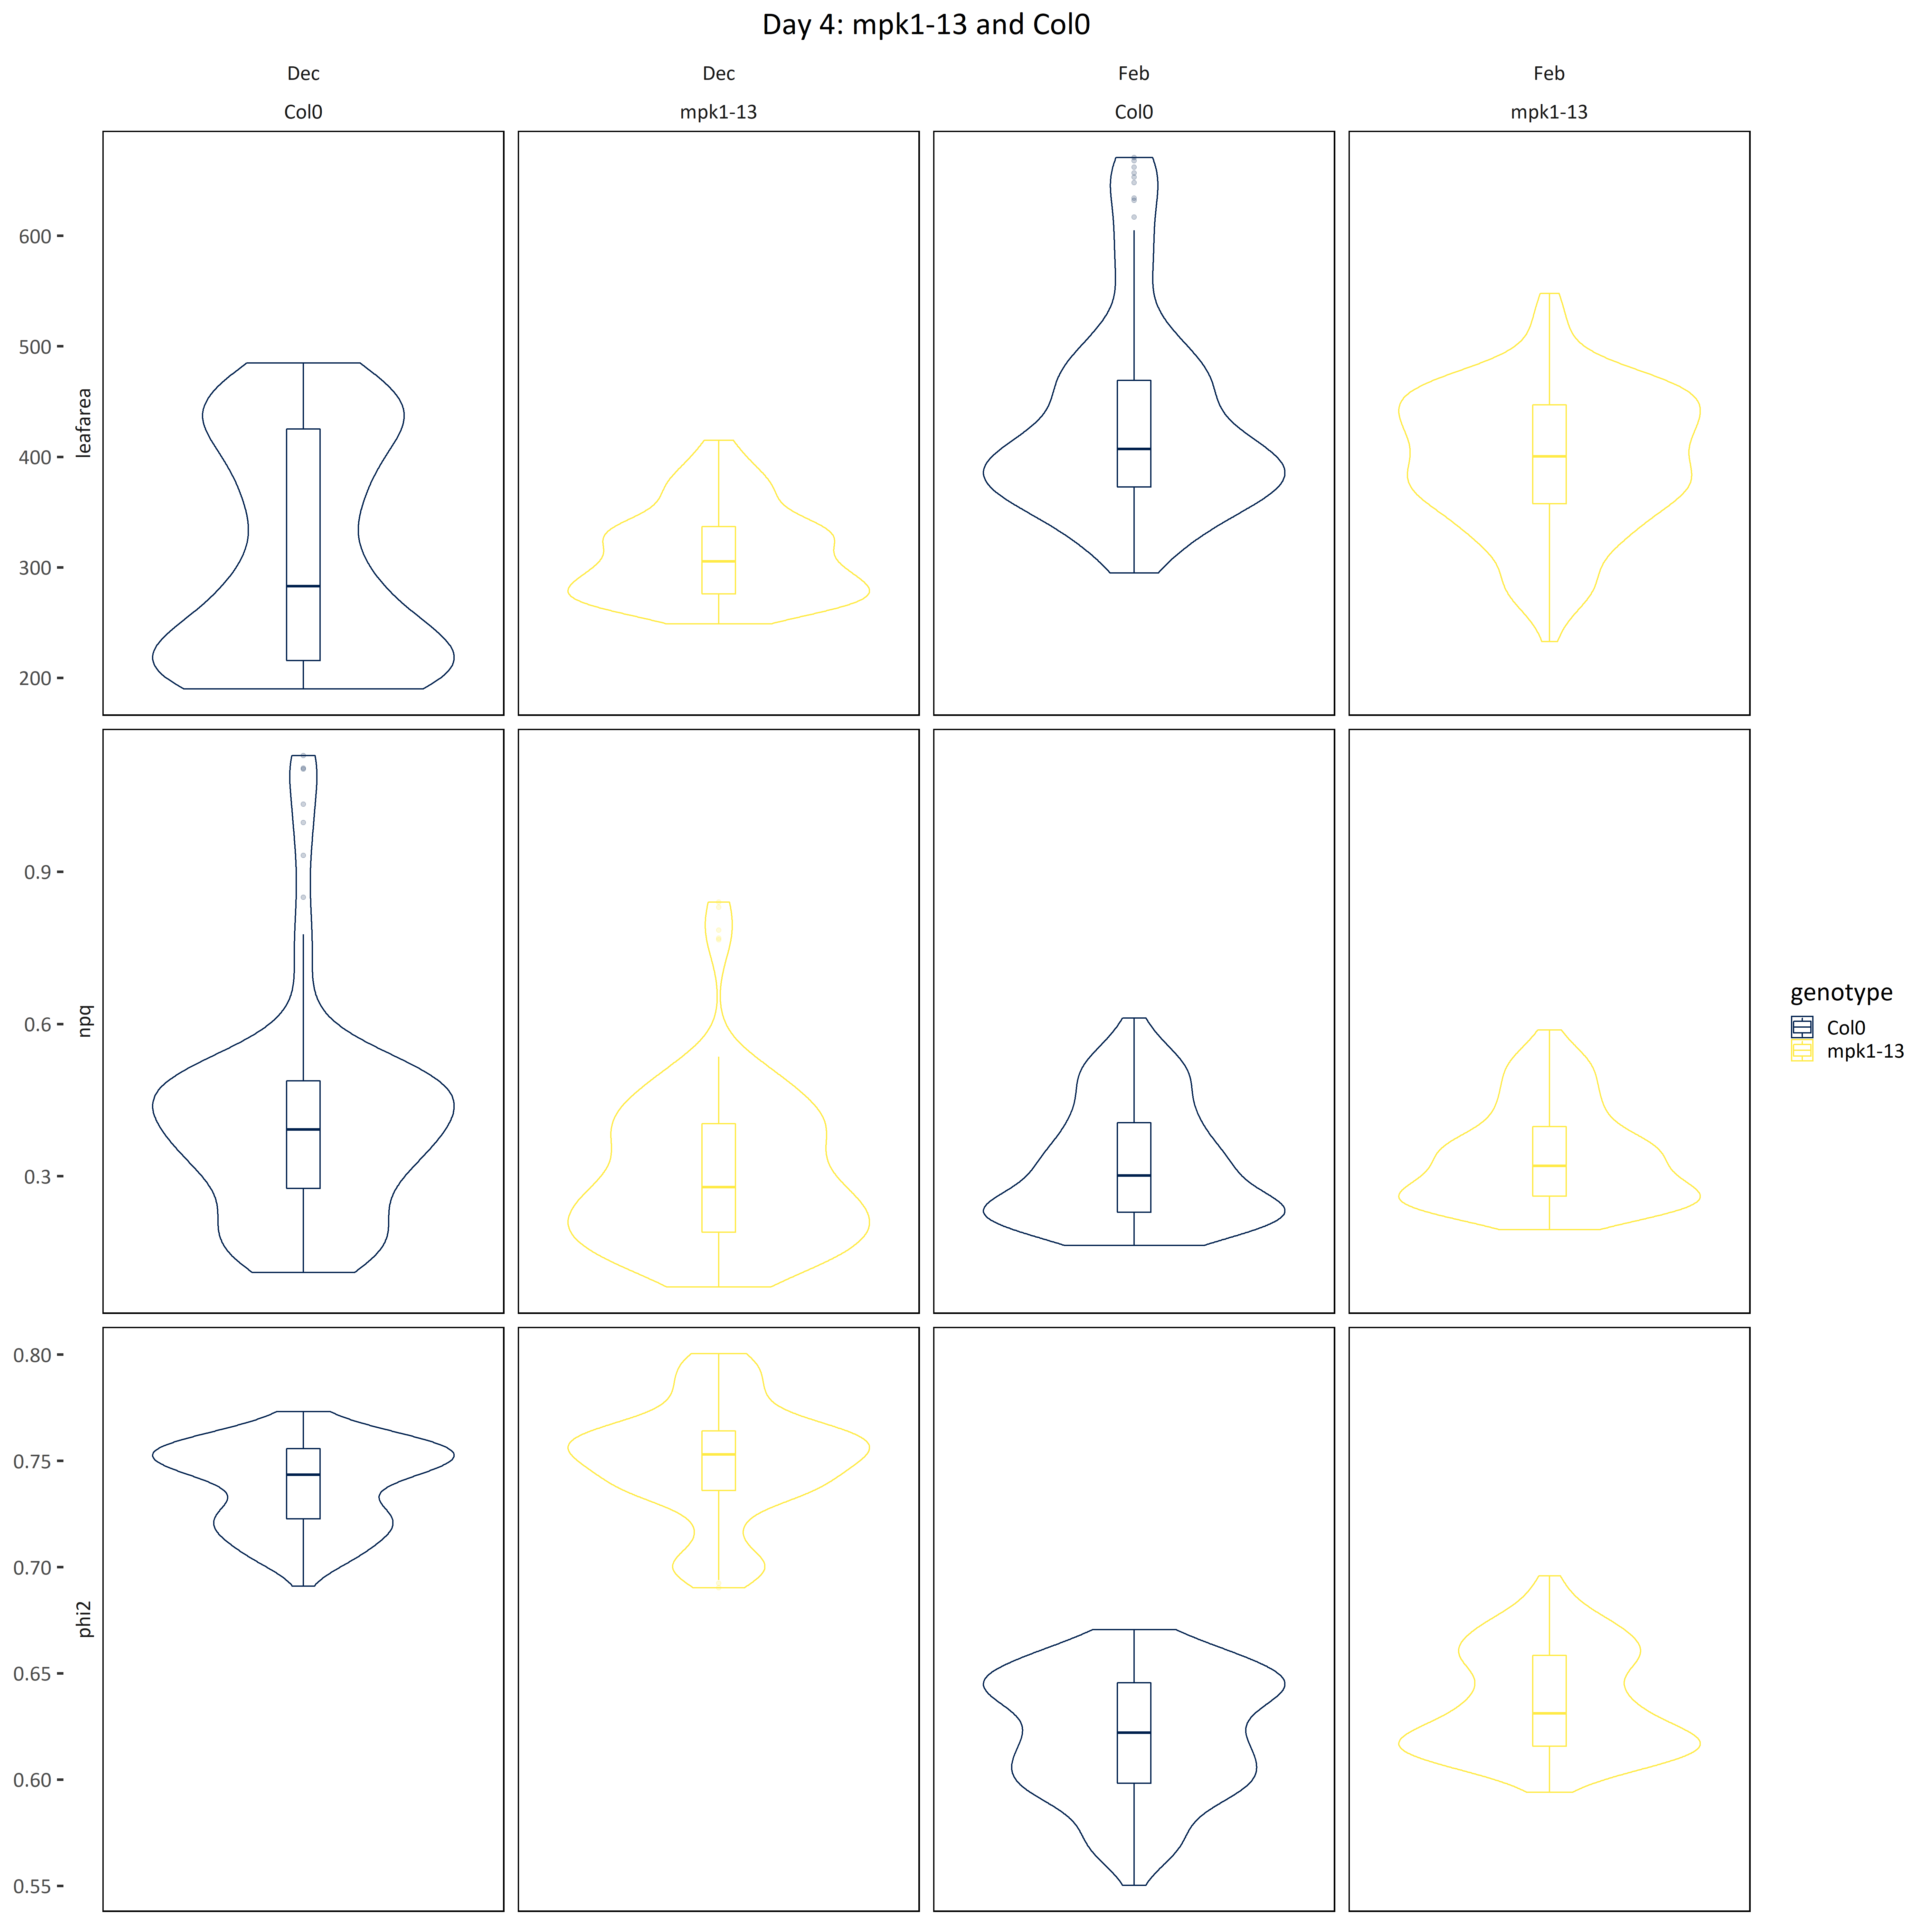 Day 4: mpk1-13 and Col0
Dec
Dec
Feb
Feb
Col0
mpk1-13
Col0
mpk1-13
leafarea
600
500
400
300
200
npq
0.9
0.6
0.3
phi2
0.80
0.75
0.70
0.65
0.60
0.55
genotype
Col0
mpk1-13